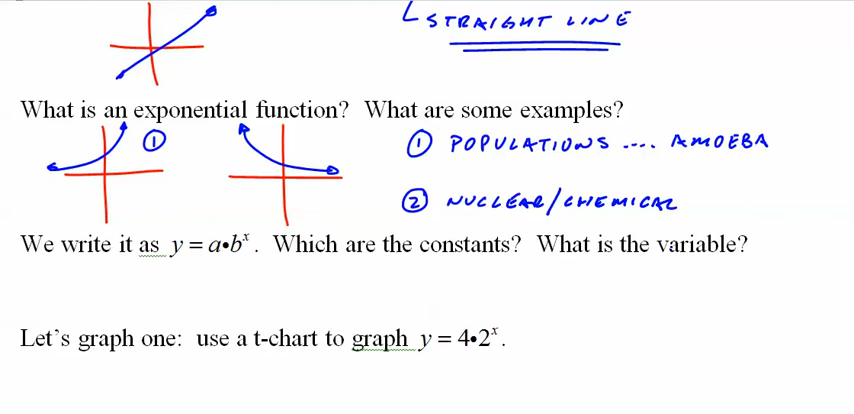 STRAIGHT LINE
What is an exponential function? What are some examples?
① ① POPULATIONS .... AMOEBA
② NUCLEAR/CHEMICAL
We write it as y = a•bˣ. Which are the constants? What is the variable?
Let's graph one: use a t-chart to graph y = 4•2ˣ.